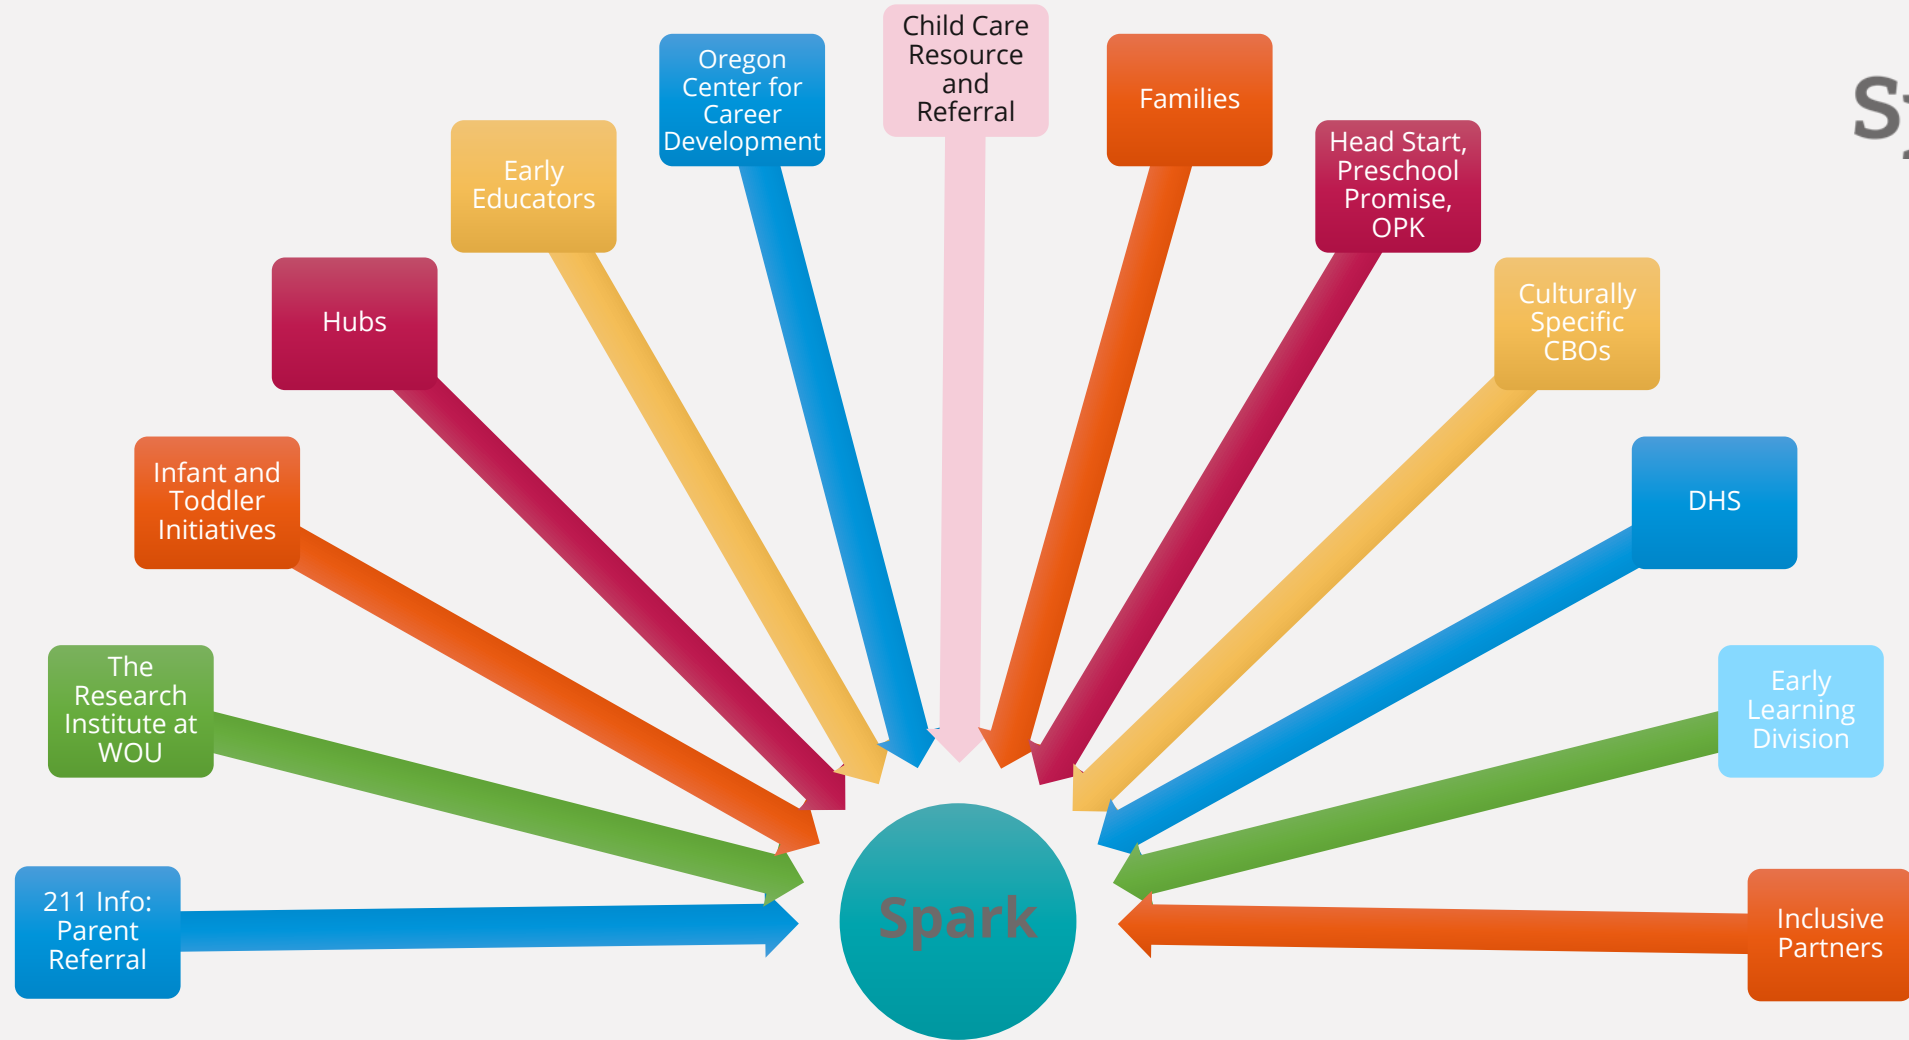 Child Care
Resource
and
Referral
Oregon
Center for
Career
Development
Families
Early
Educators
Head Start,
Preschool
Promise,
OPK
Hubs
Culturally
Specific
CBOs
Infant and
Toddler
Initiatives
DHS
The
Research
Institute at
WOU
Early
Learning
Division
211 Info:
Parent
Referral
Spark
Inclusive
Partners